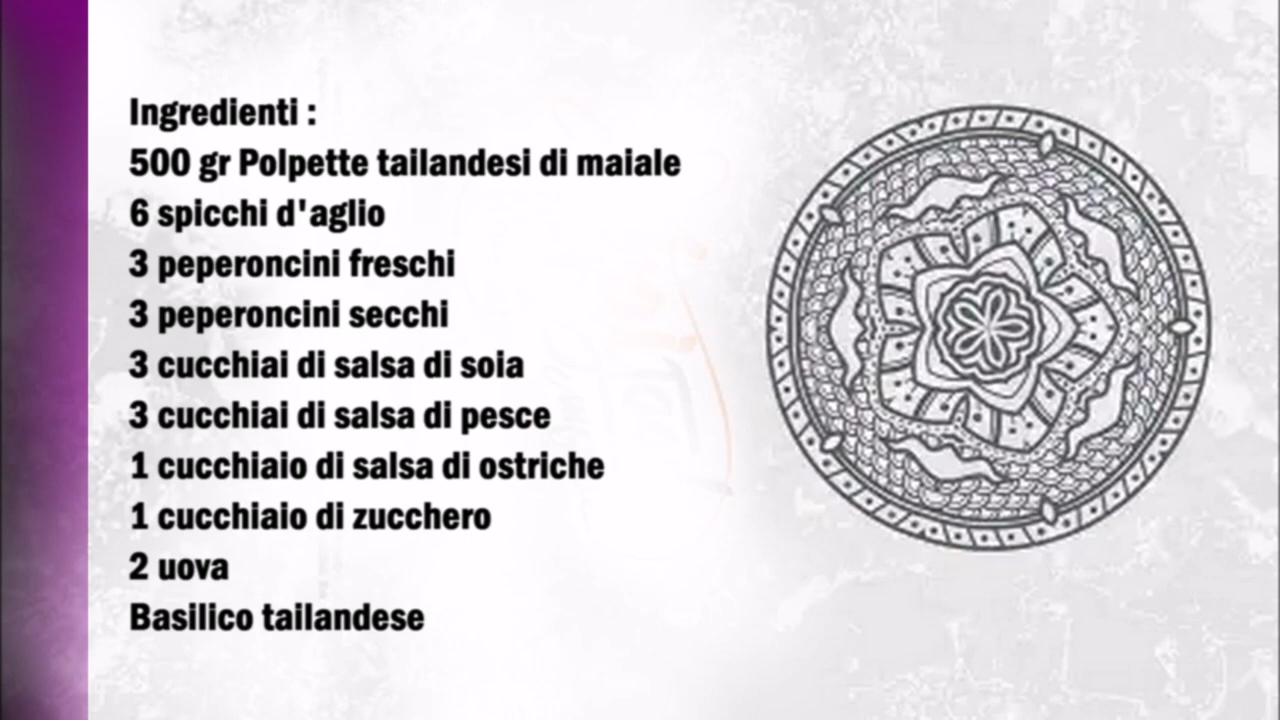 Ingredienti :
500 gr Polpette tailandesi di maiale
6 spicchi d'aglio
3 peperoncini freschi
3 peperoncini secchi
3 cucchiai di salsa di soia
3 cucchiai di salsa di pesce
1 cucchiaio di salsa di ostriche
1 cucchiaio di zucchero
2 uova
Basilico tailandese